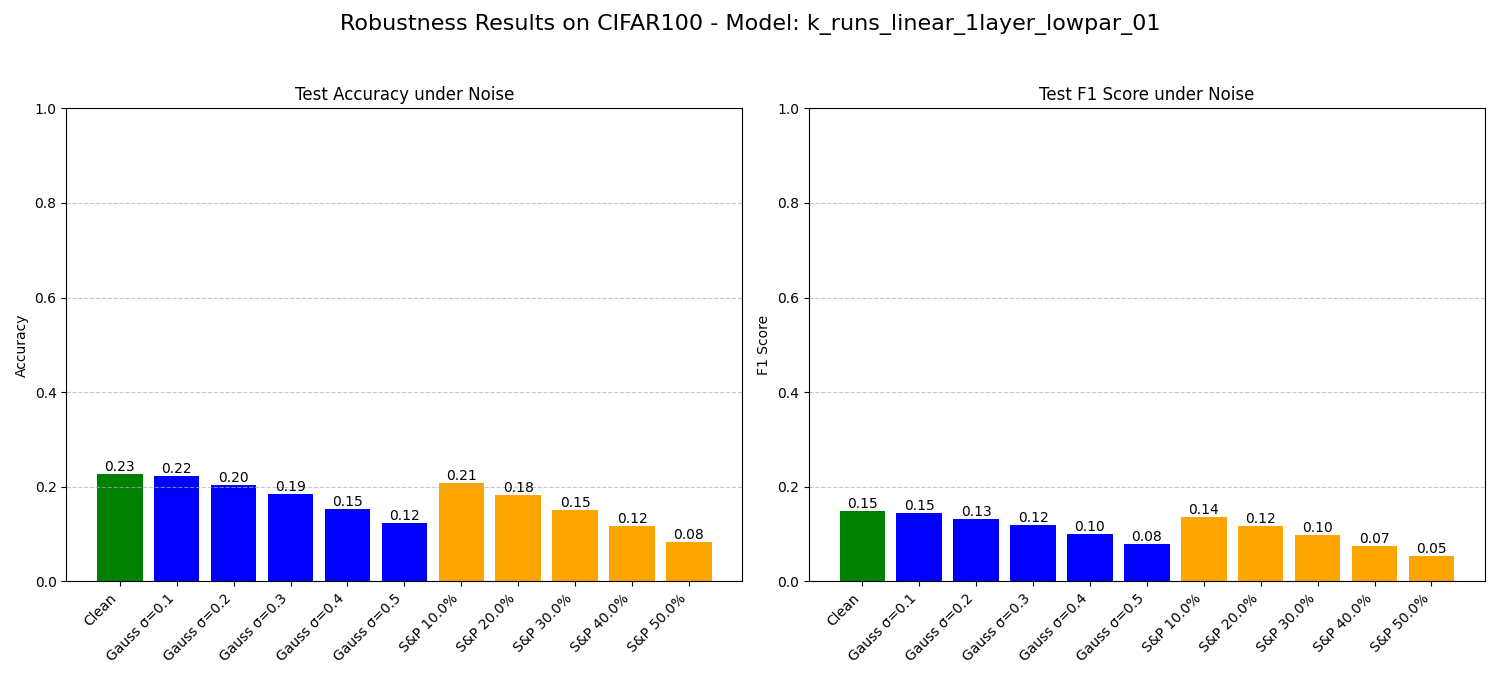 Robustness Results on CIFAR100 - Model: k_runs_linear_1layer_lowpar_01
Test Accuracy under Noise
Accuracy
1.0
0.8
0.6
0.4
0.2
0.0
0.23
0.22
0.20
0.19
0.15
0.12
0.21
0.18
0.15
0.12
0.08
Clean
Gauss σ=0.1
Gauss σ=0.2
Gauss σ=0.3
Gauss σ=0.4
Gauss σ=0.5
S&P 10.0%
S&P 20.0%
S&P 30.0%
S&P 40.0%
S&P 50.0%
Test F1 Score under Noise
F1 Score
1.0
0.8
0.6
0.4
0.2
0.0
0.15
0.15
0.13
0.12
0.10
0.08
0.14
0.12
0.10
0.07
0.05
Clean
Gauss σ=0.1
Gauss σ=0.2
Gauss σ=0.3
Gauss σ=0.4
Gauss σ=0.5
S&P 10.0%
S&P 20.0%
S&P 30.0%
S&P 40.0%
S&P 50.0%